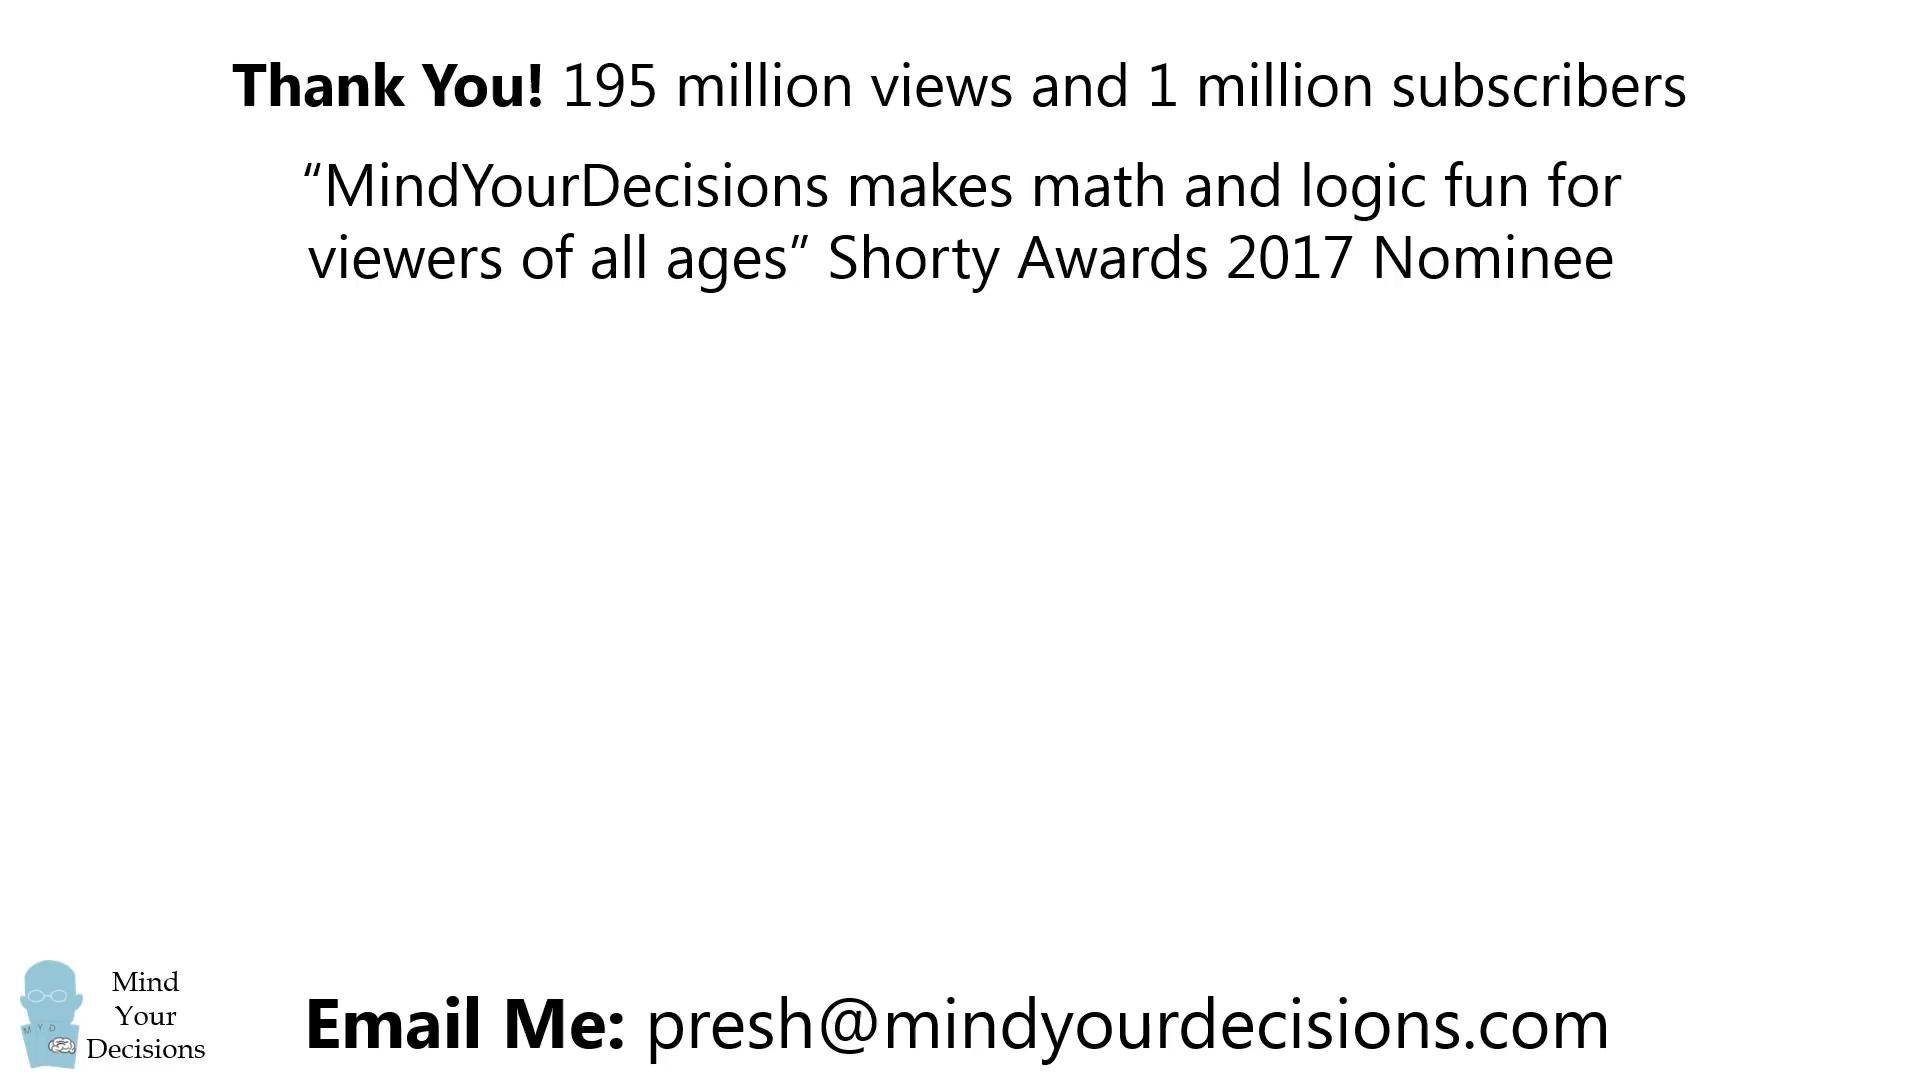 Thank You! 195 million views and 1 million subscribers
“MindYourDecisions makes math and logic fun for
viewers of all ages” Shorty Awards 2017 Nominee
M Y D
Mind
Your
Decisions
Email Me: presh@mindyourdecisions.com